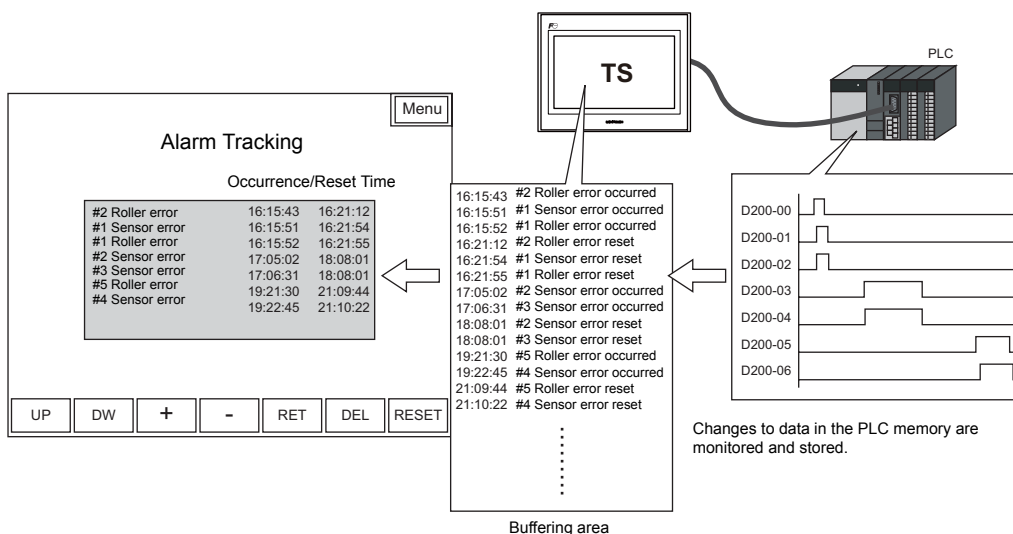 TS
PLC
Menu
Alarm Tracking
Occurrence/Reset Time
#2 Roller error 16:15:43 16:21:12
#1 Sensor error 16:15:51 16:21:54
#1 Roller error 16:15:52 16:21:55
#2 Sensor error 17:05:02 18:08:01
#3 Sensor error 17:06:31 18:08:01
#5 Roller error 19:21:30 21:09:44
#4 Sensor error 19:22:45 21:10:22
UP DW + - RET DEL RESET
16:15:43 #2 Roller error occurred
16:15:51 #1 Sensor error occurred
16:15:52 #1 Roller error occurred
16:21:12 #2 Roller error reset
16:21:54 #1 Sensor error reset
16:21:55 #1 Roller error reset
17:05:02 #2 Sensor error occurred
17:06:31 #3 Sensor error occurred
18:08:01 #2 Sensor error reset
18:08:01 #3 Sensor error reset
19:21:30 #5 Roller error occurred
19:22:45 #4 Sensor error occurred
21:09:44 #5 Roller error reset
21:10:22 #4 Sensor error reset
Buffering area
D200-00
D200-01
D200-02
D200-03
D200-04
D200-05
D200-06
Changes to data in the PLC memory are
monitored and stored.